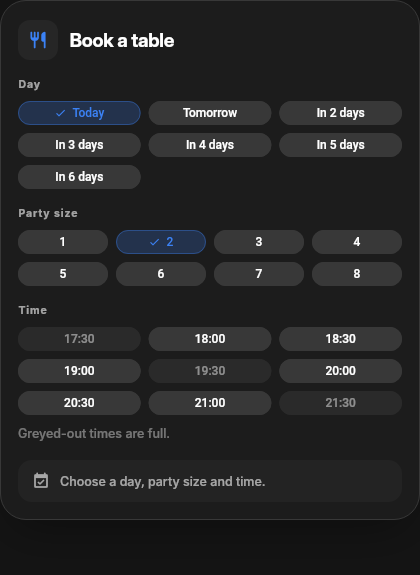 Book a table
Day
Today Tomorrow In 2 days
In 3 days In 4 days In 5 days
In 6 days
Party size
1 2 3 4
5 6 7 8
Time
17:30 18:00 18:30
19:00 19:30 20:00
20:30 21:00 21:30
Greyed-out times are full.
Choose a day, party size and time.